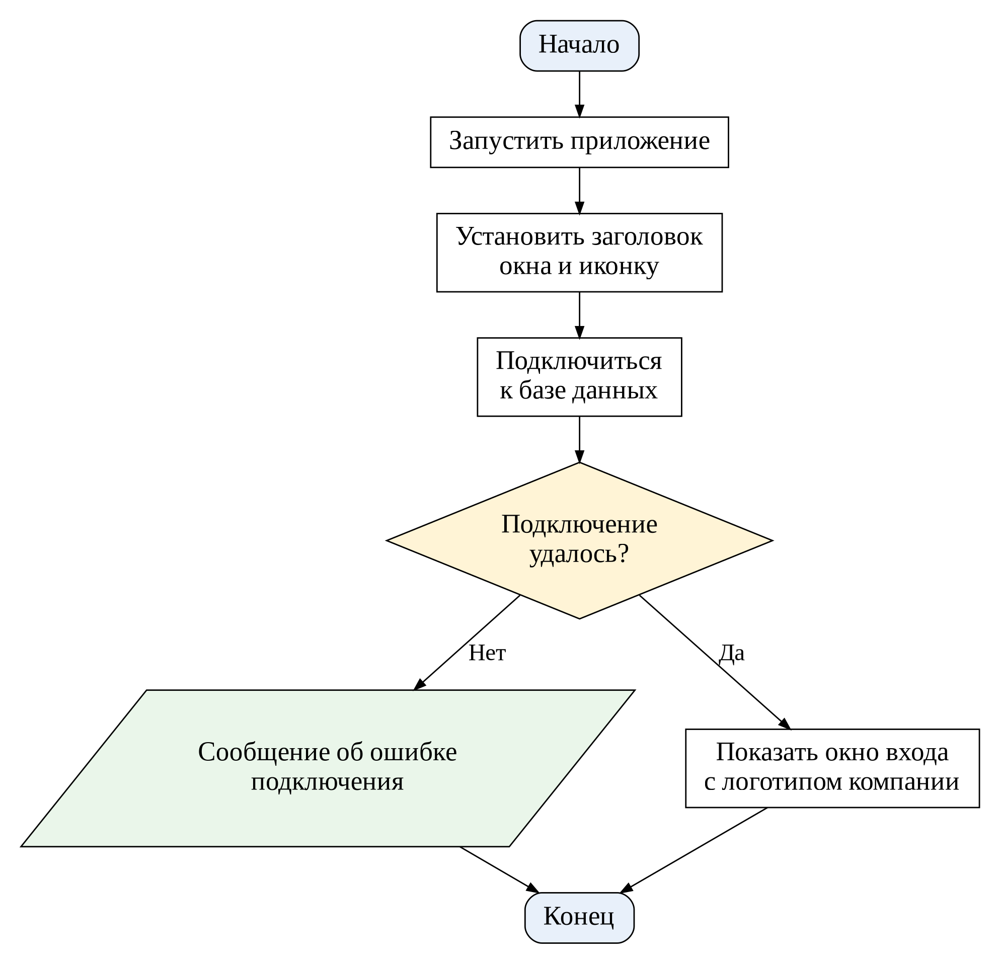 Начало
Запустить приложение
Установить заголовок
окна и иконку
Подключиться
к базе данных
Подключение
удалось?
Нет
Да
Сообщение об ошибке
подключения
Показать окно входа
с логотипом компании
Конец